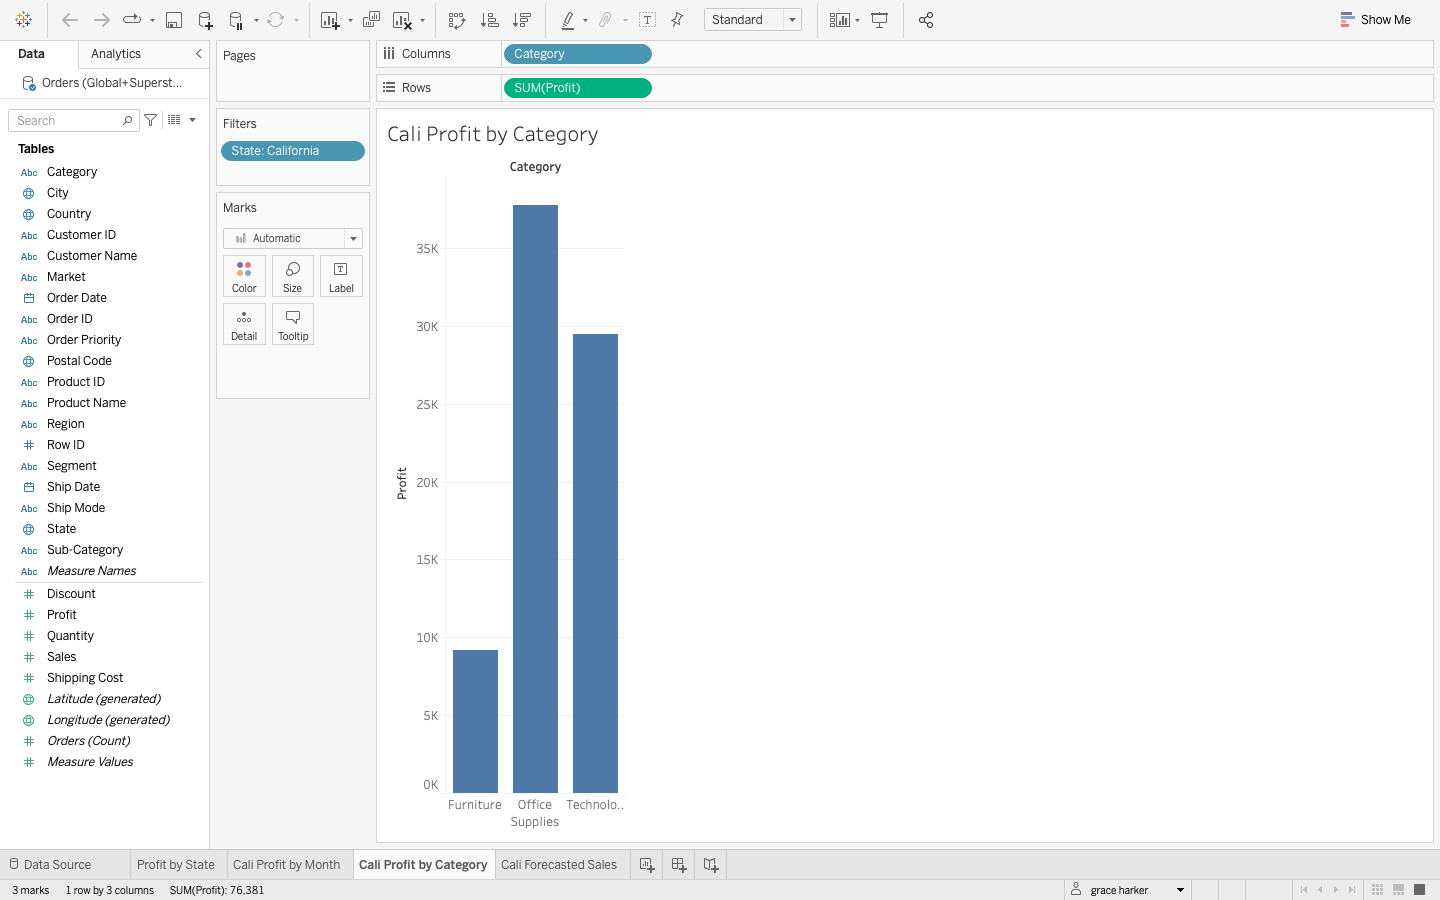 Standard
Show Me
Data
Analytics
Orders (Global+Superst...
Search
Tables
Abc Category
City
Country
Abc Customer ID
Abc Customer Name
Abc Market
Order Date
Abc Order ID
Abc Order Priority
Postal Code
Abc Product ID
Abc Product Name
Abc Region
Row ID
Abc Segment
Ship Date
Abc Ship Mode
State
Abc Sub-Category
Abc Measure Names
Discount
Profit
Quantity
Sales
Shipping Cost
Latitude (generated)
Longitude (generated)
Orders (Count)
Measure Values
Pages
Filters
State: California
Marks
Automatic
Color
Size
Label
Detail
Tooltip
Columns
Category
Rows
SUM(Profit)
Cali Profit by Category
Category
Profit
35K
30K
25K
20K
15K
10K
5K
0K
Furniture
Office
Supplies
Technolo..
Data Source
Profit by State
Cali Profit by Month
Cali Profit by Category
Cali Forecasted Sales
3 marks
1 row by 3 columns
SUM(Profit): 76,381
grace harker